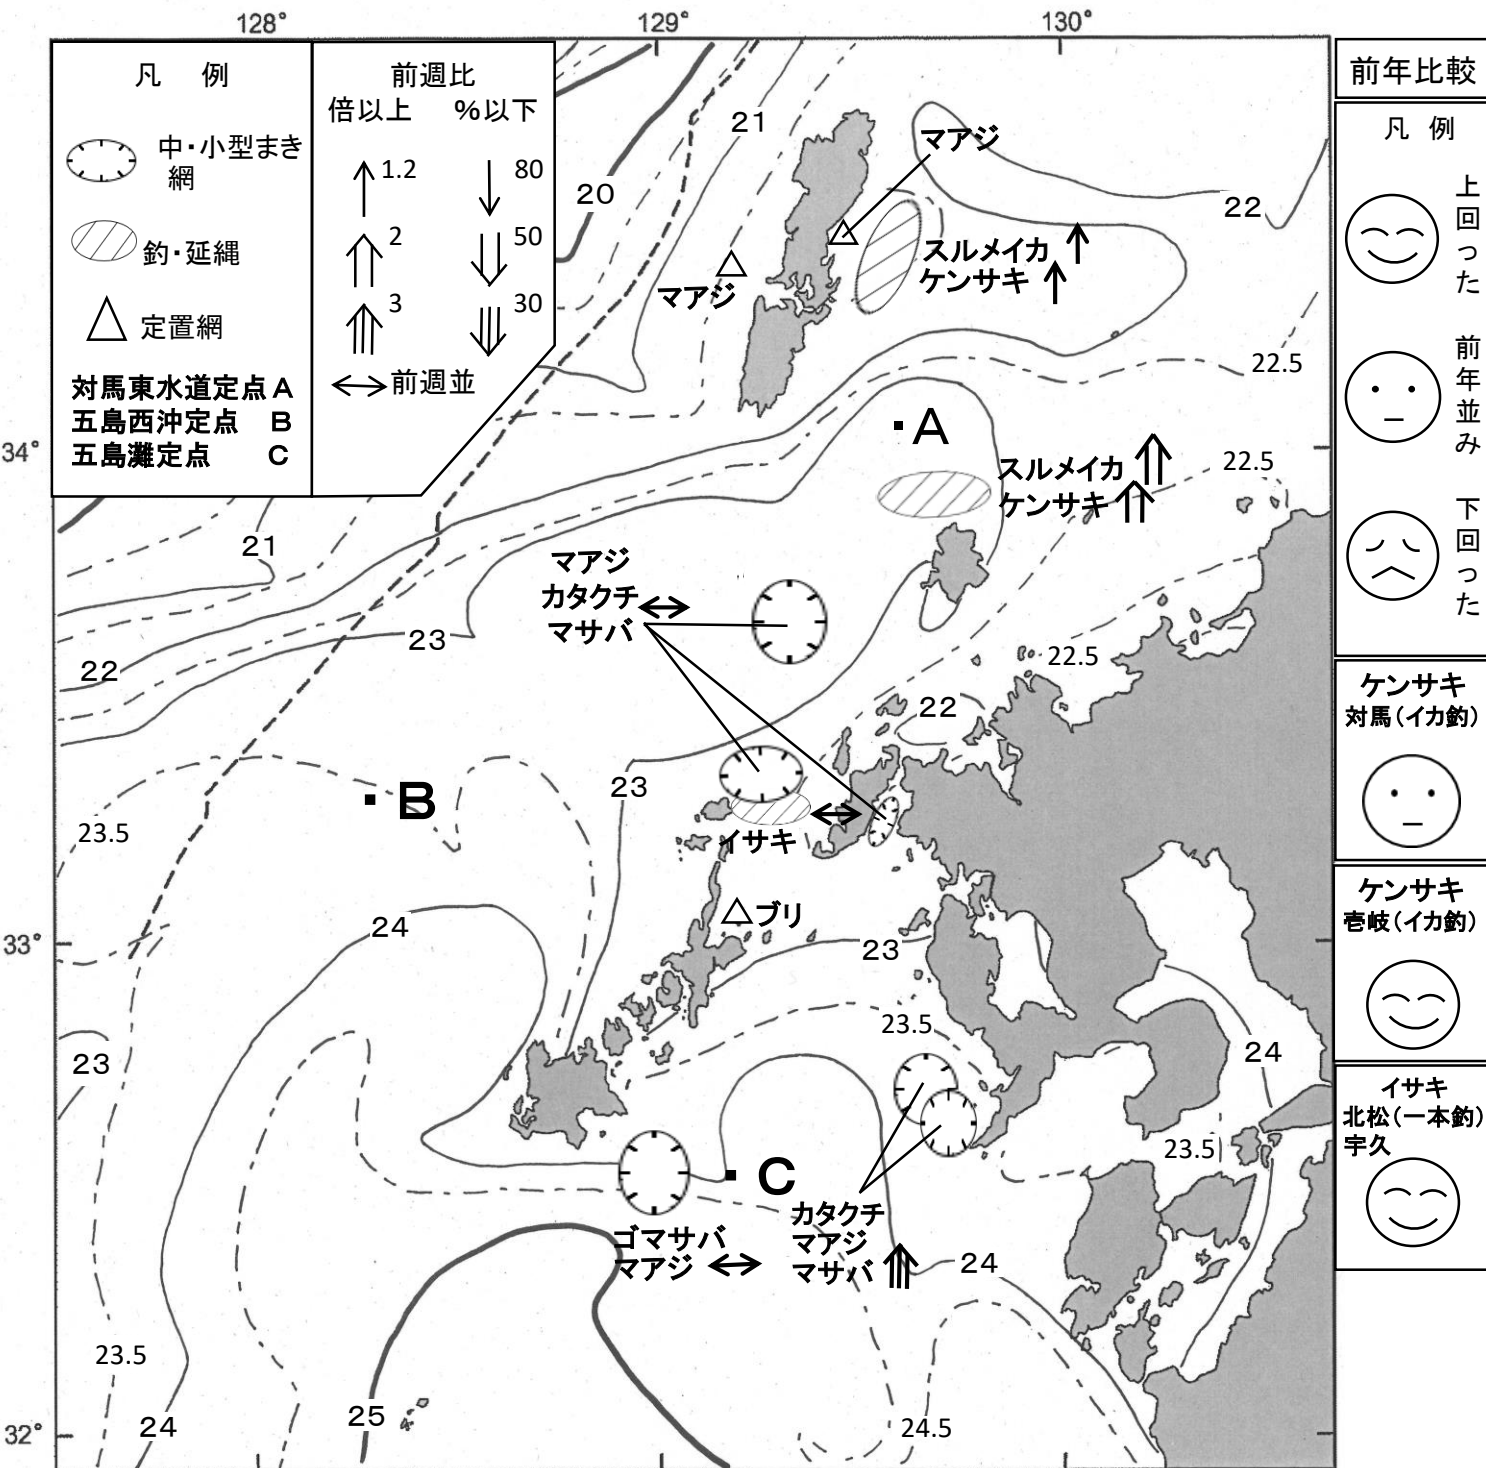 128°
129°
130°
34°
33°
32°
凡 例
中・小型まき
網
釣・延縄
定置網
対馬東水道定点 A
五島西沖定点 B
五島灘定点 C
前週比
倍以上 %以下
1.2 80
2 50
3 30
前週並
20
21
マアジ
22
スルメイカ
ケンサキ
マアジ
22.5
A
スルメイカ
ケンサキ
22.5
21
マアジ
カタクチ
マサバ
23
22
22.5
22
23
B
23.5
イサキ
ブリ
24
23
23.5
23
24
23.5
C
カタクチ
マアジ
マサバ
ゴマサバ
マアジ
24
23.5
24
25
24.5
前年比較
凡 例
上回った
前年並み
下回った
ケンサキ
対馬(イカ釣)
ケンサキ
壱岐(イカ釣)
イサキ
北松(一本釣)
宇久